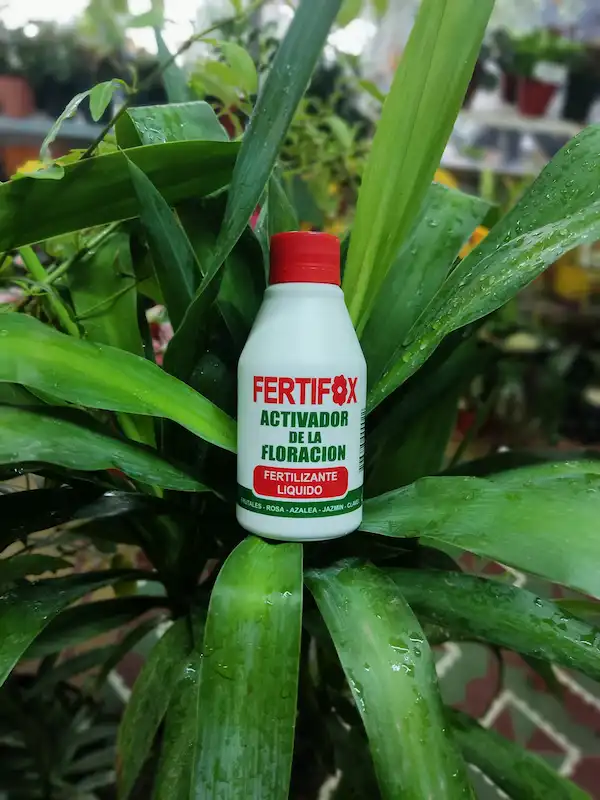 FERTIFOX
ACTIVADOR
DE LA
FLORACION
FERTILIZANTE
LIQUIDO
- ROSA - AZALEA - JAZMIN -